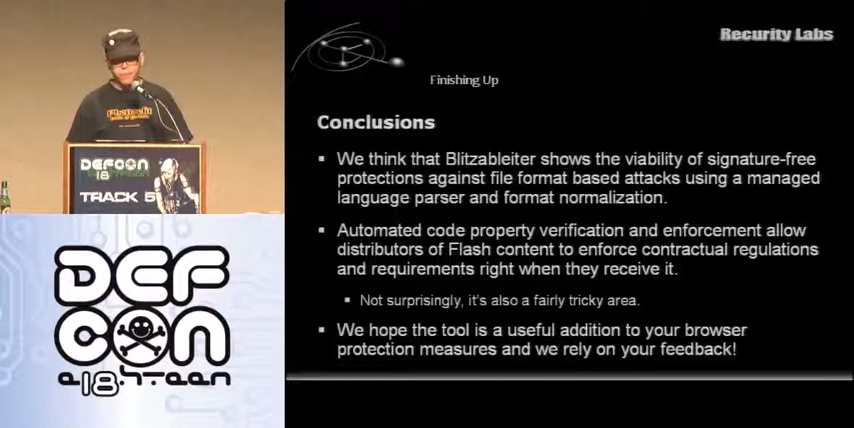 DEFCON
18
TRACK 5
DEF
CON
e18hteen
Recurity Labs
Finishing Up
Conclusions
We think that Blitzableiter shows the viability of signature-free
protections against file format based attacks using a managed
language parser and format normalization.
Automated code property verification and enforcement allow
distributors of Flash content to enforce contractual regulations
and requirements right when they receive it.
Not surprisingly, it's also a fairly tricky area.
We hope the tool is a useful addition to your browser
protection measures and we rely on your feedback!